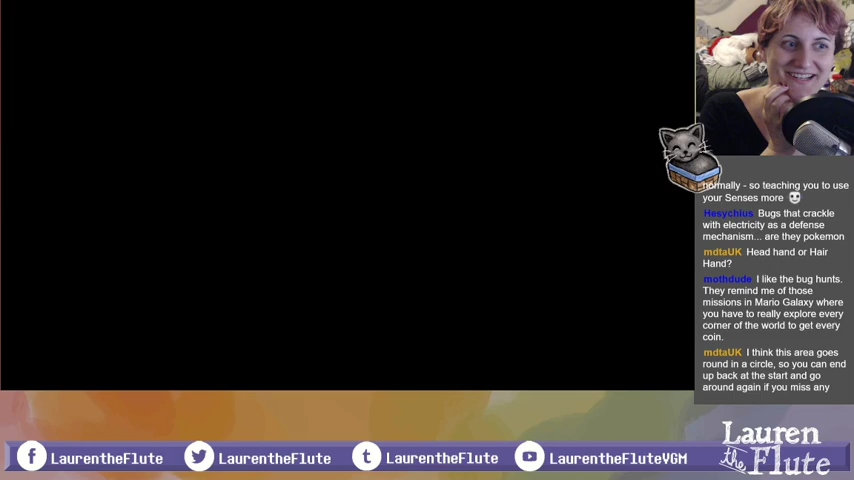 normally - so teaching you to use
your Senses more
Hesychius Bugs that crackle
with electricity as a defense
mechanism... are they pokemon
mdtaUK Head hand or Hair
Hand?
mothdude I like the bug hunts.
They remind me of those
missions in Mario Galaxy where
you have to really explore every
corner of the world to get every
coin.
mdtaUK I think this area goes
round in a circle, so you can end
up back at the start and go
around again if you miss any
Lauren
the Flute
f LaurentheFlute
LaurentheFlute
t LaurentheFlute
LaurentheFluteVGM